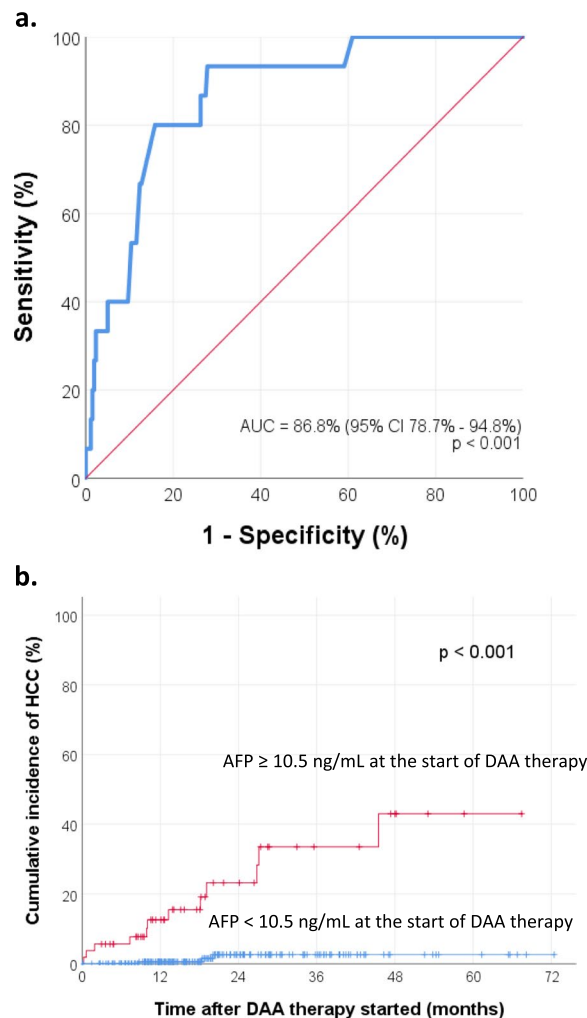 a.
100
80
60
40
20
0
Sensitivity (%)
AUC = 86.8% (95% CI 78.7% - 94.8%)
p < 0.001
0 20 40 60 80 100
1 - Specificity (%)
b.
100
80
60
40
20
0
Cumulative incidence of HCC (%)
p < 0.001
AFP ≥ 10.5 ng/mL at the start of DAA therapy
AFP < 10.5 ng/mL at the start of DAA therapy
0 12 24 36 48 60 72
Time after DAA therapy started (months)